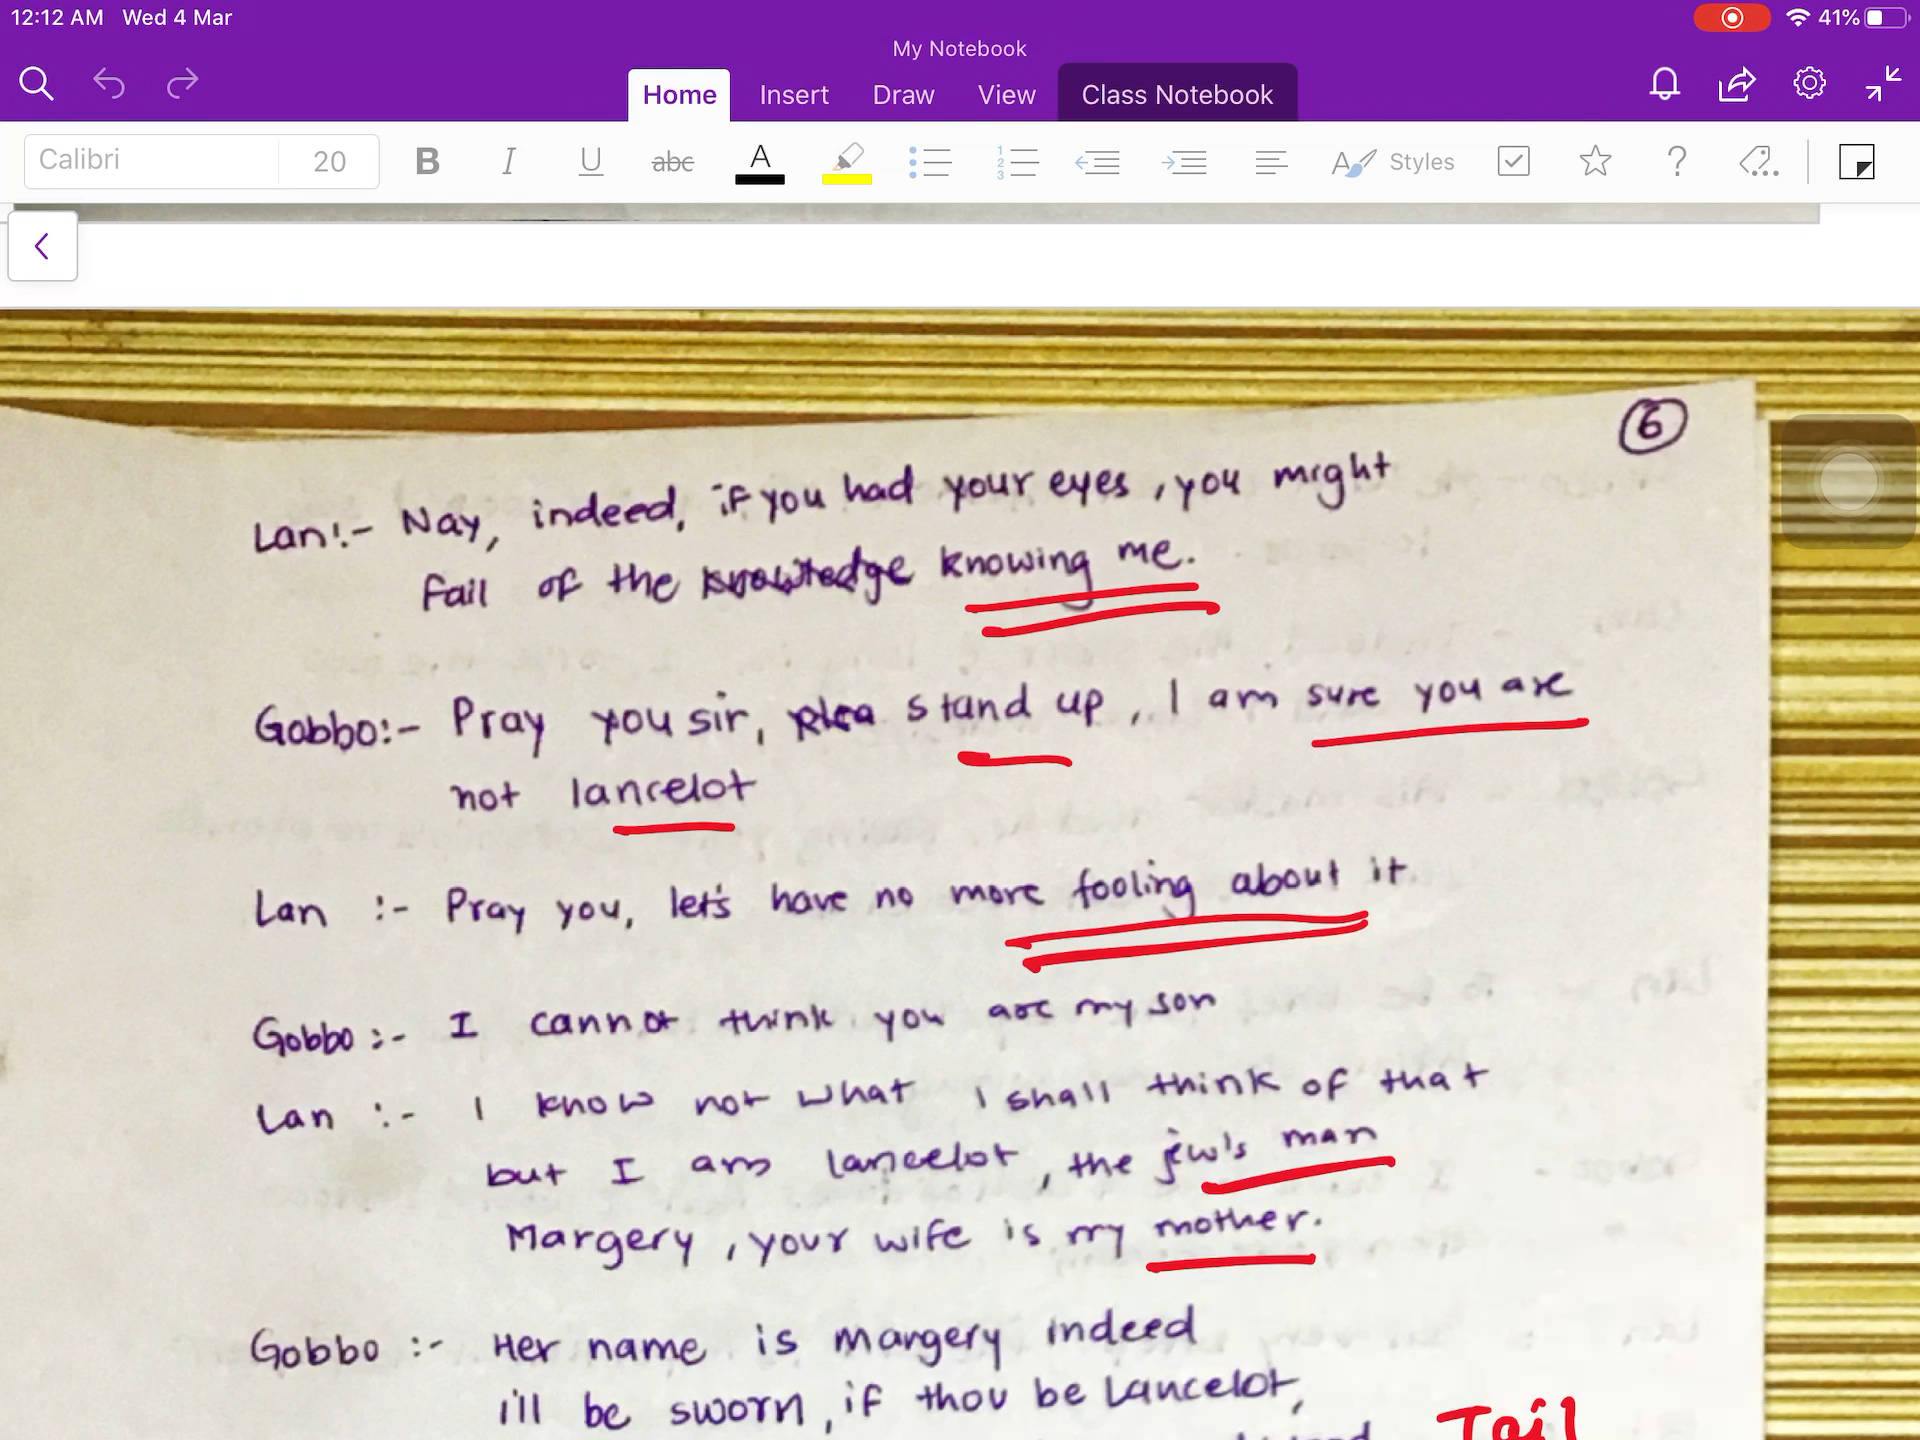 12:12 AM Wed 4 Mar
41%
My Notebook
Home Insert Draw View Class Notebook
Calibri 20 B I U abc A Styles
6
Lan:- Nay, indeed, if you had your eyes, you might
fail of the knowledge knowing me.
Gobbo:- Pray you sir, plea stand up, I am sure you are
not lancelot
Lan :- Pray you, let's have no more fooling about it.
Gobbo :- I cannot think you are my son
Lan :- I know not what I shall think of that
but I am lancelot, the jew's man
Margery, your wife is my mother.
Gobbo :- Her name is margery indeed
i'll be sworn, if thou be Lancelot,
Tail